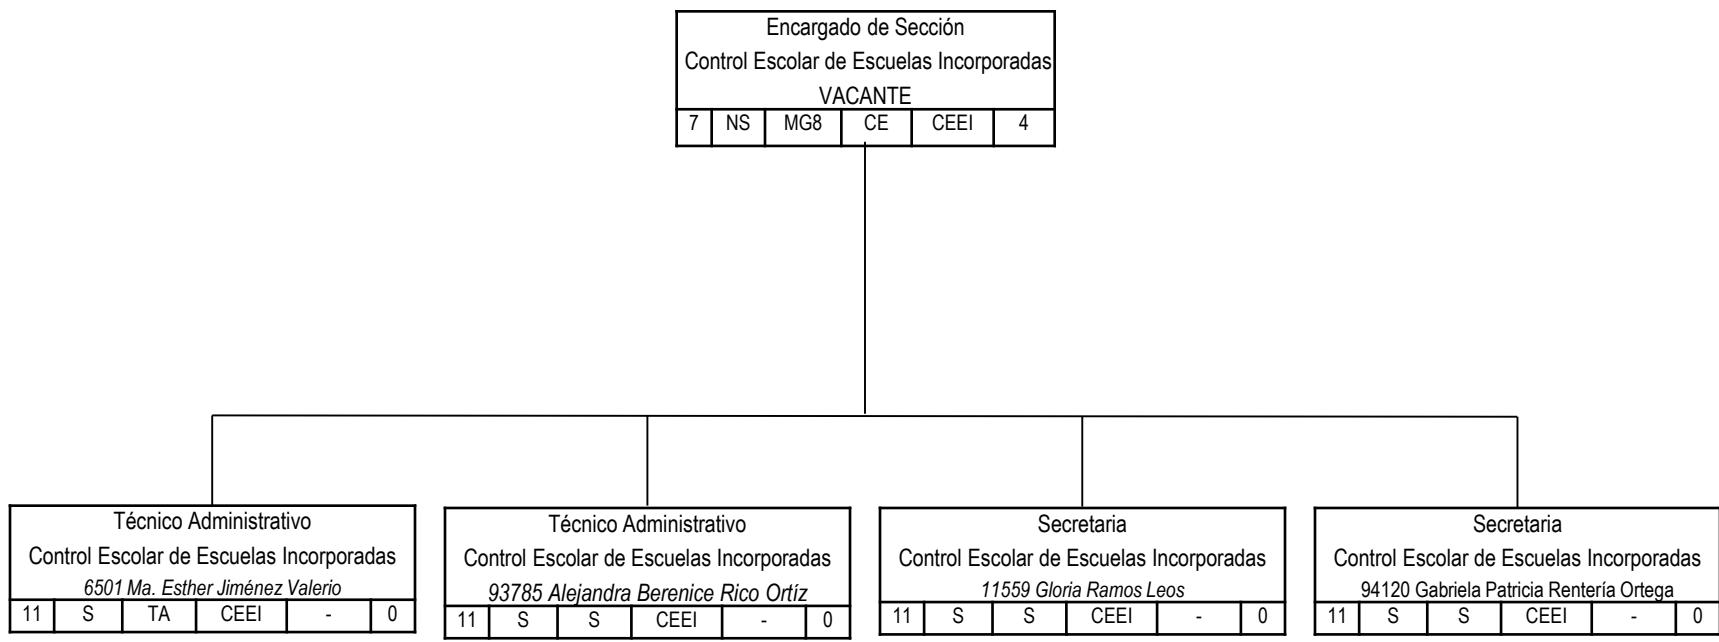 Encargado de Sección
Control Escolar de Escuelas Incorporadas
VACANTE
7 NS MG8 CE CEEI 4
Técnico Administrativo
Control Escolar de Escuelas Incorporadas
6501 Ma. Esther Jiménez Valerio
11 S TA CEEI - 0
Técnico Administrativo
Control Escolar de Escuelas Incorporadas
93785 Alejandra Berenice Rico Ortíz
11 S S CEEI - 0
Secretaria
Control Escolar de Escuelas Incorporadas
11559 Gloria Ramos Leos
11 S S CEEI - 0
Secretaria
Control Escolar de Escuelas Incorporadas
94120 Gabriela Patricia Rentería Ortega
11 S S CEEI - 0